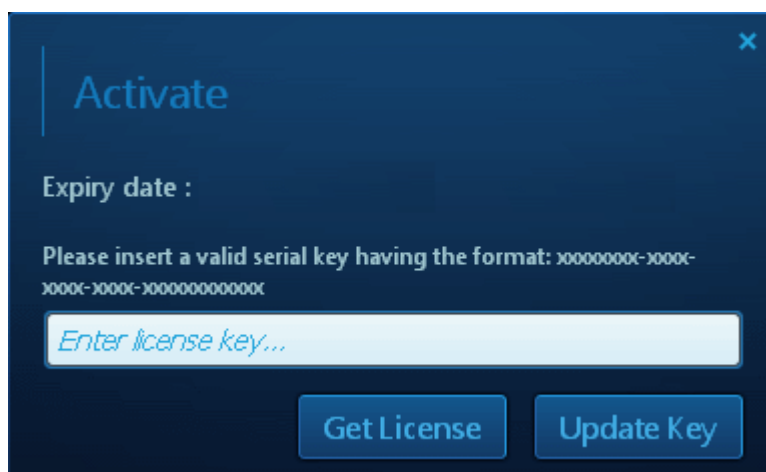 Activate
Expiry date :
Please insert a valid serial key having the format: xxxxxxxx-xxxx-
xxxx-xxxx-xxxxxxxxxxxx
Enter license key...
Get License
Update Key